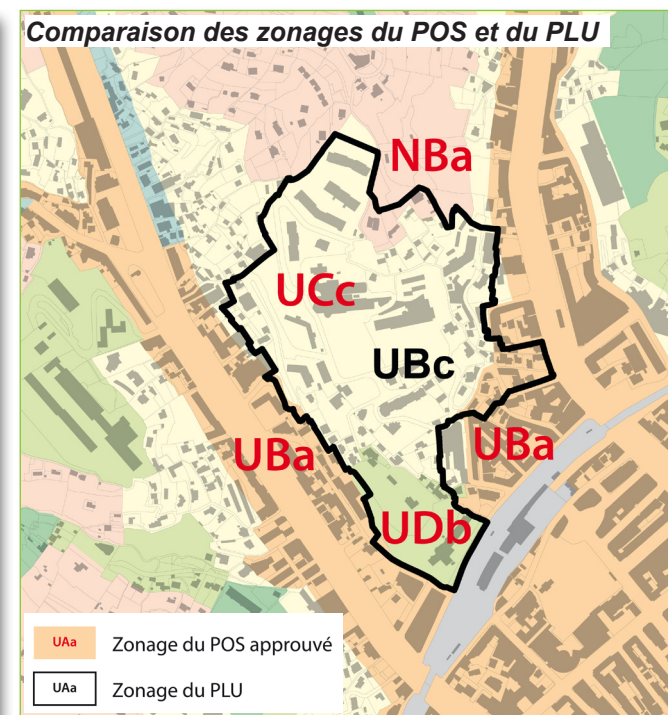 Comparaison des zonages du POS et du PLU
NBa
UCc
UBc
UBa
UBa
UDb
UAa Zonage du POS approuvé
UAa Zonage du PLU